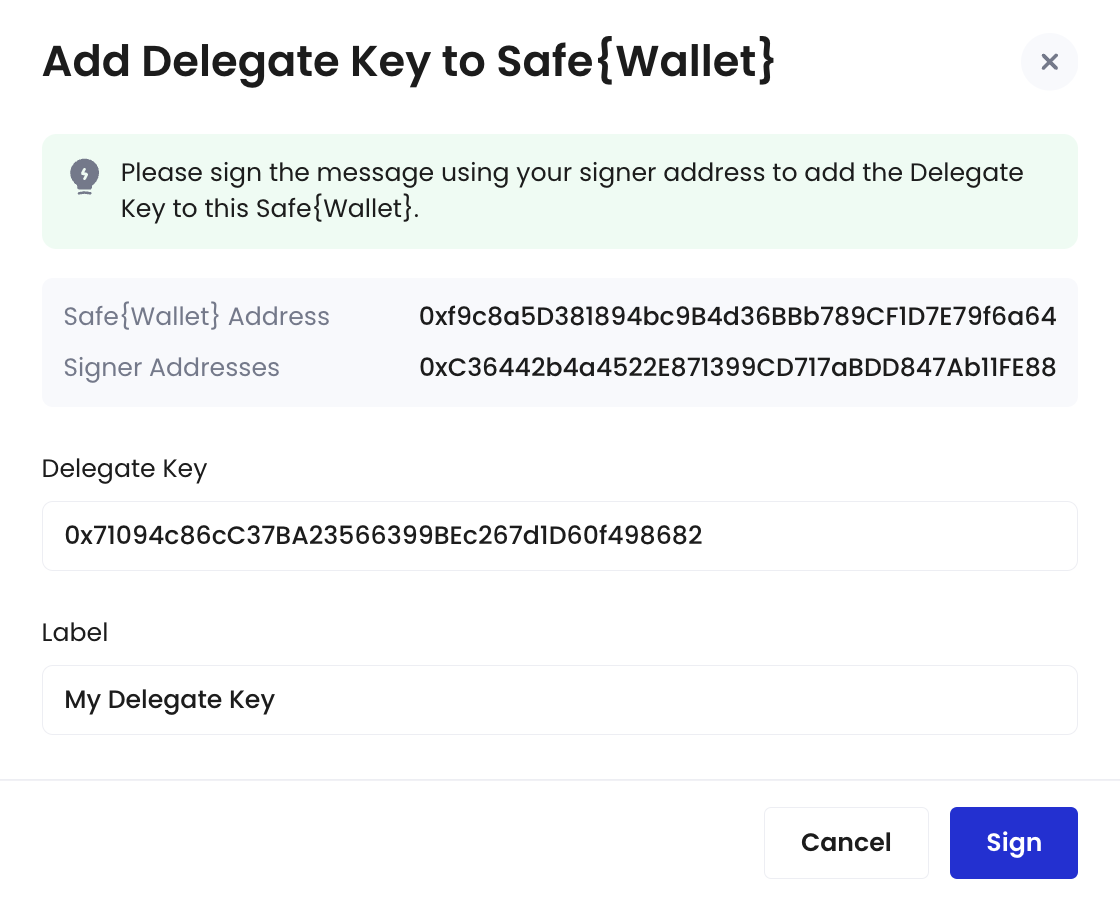 Add Delegate Key to Safe{Wallet}
Please sign the message using your signer address to add the Delegate
Key to this Safe{Wallet}.
Safe{Wallet} Address 0xf9c8a5D381894bc9B4d36BBb789CF1D7E79f6a64
Signer Addresses 0xC36442b4a4522E871399CD717aBDD847Ab11FE88
Delegate Key
0x71094c86cC37BA23566399BEc267d1D60f498682
Label
My Delegate Key
Cancel Sign